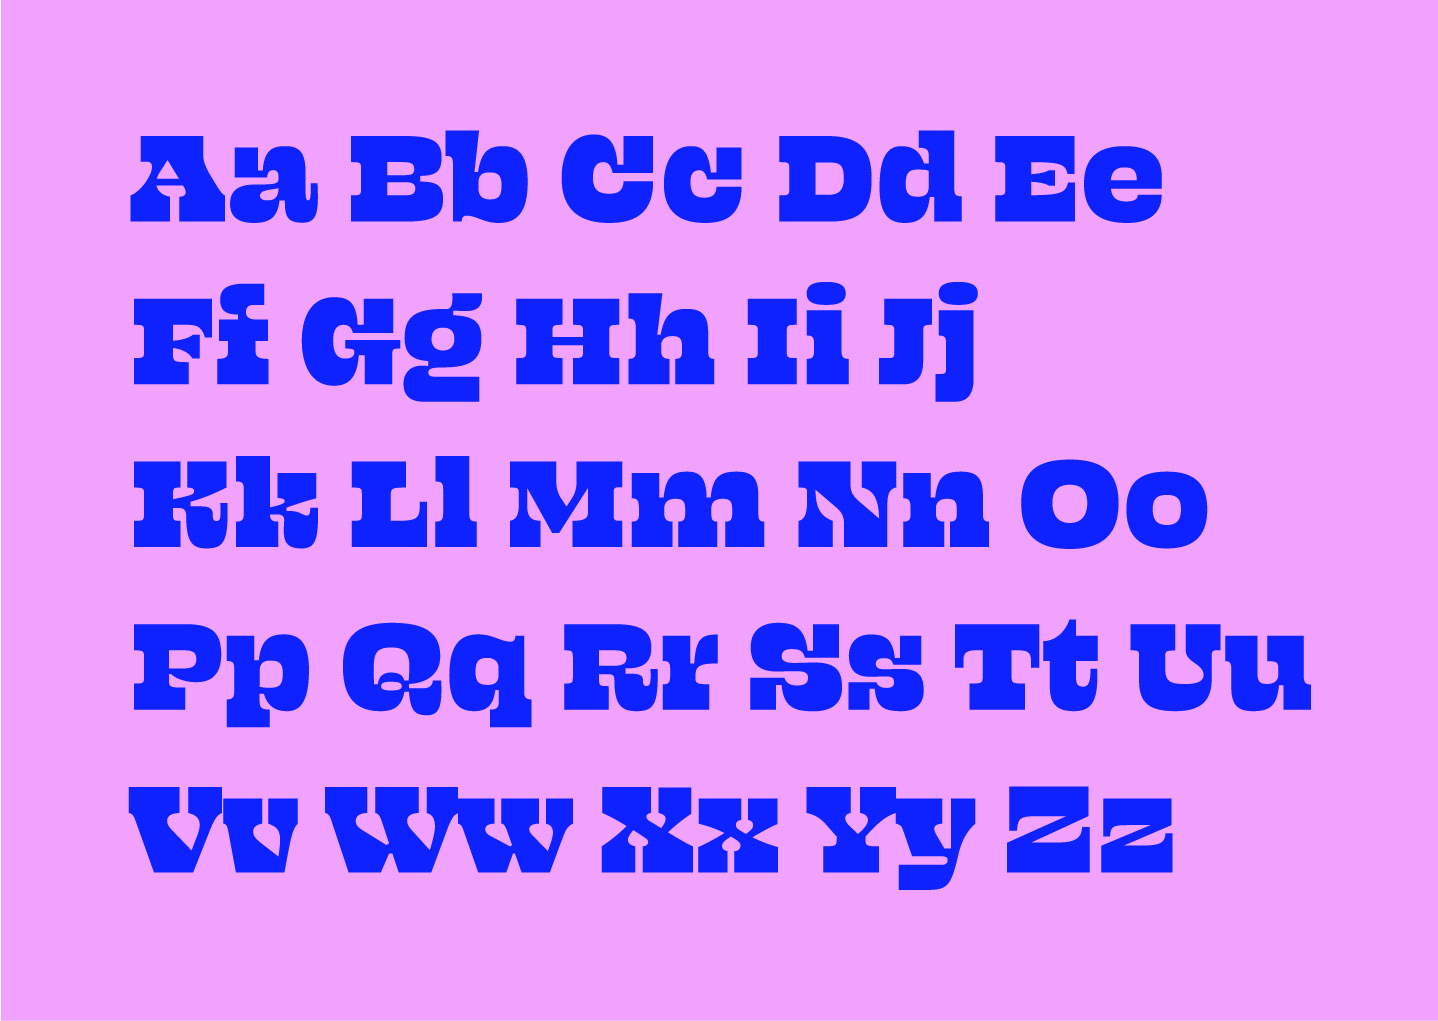 Aa Bb Cc Dd Ee
Ff Gg Hh Ii Jj
Kk Ll Mm Nn Oo
Pp Qq Rr Ss Tt Uu
Vv Ww Xx Yy Zz